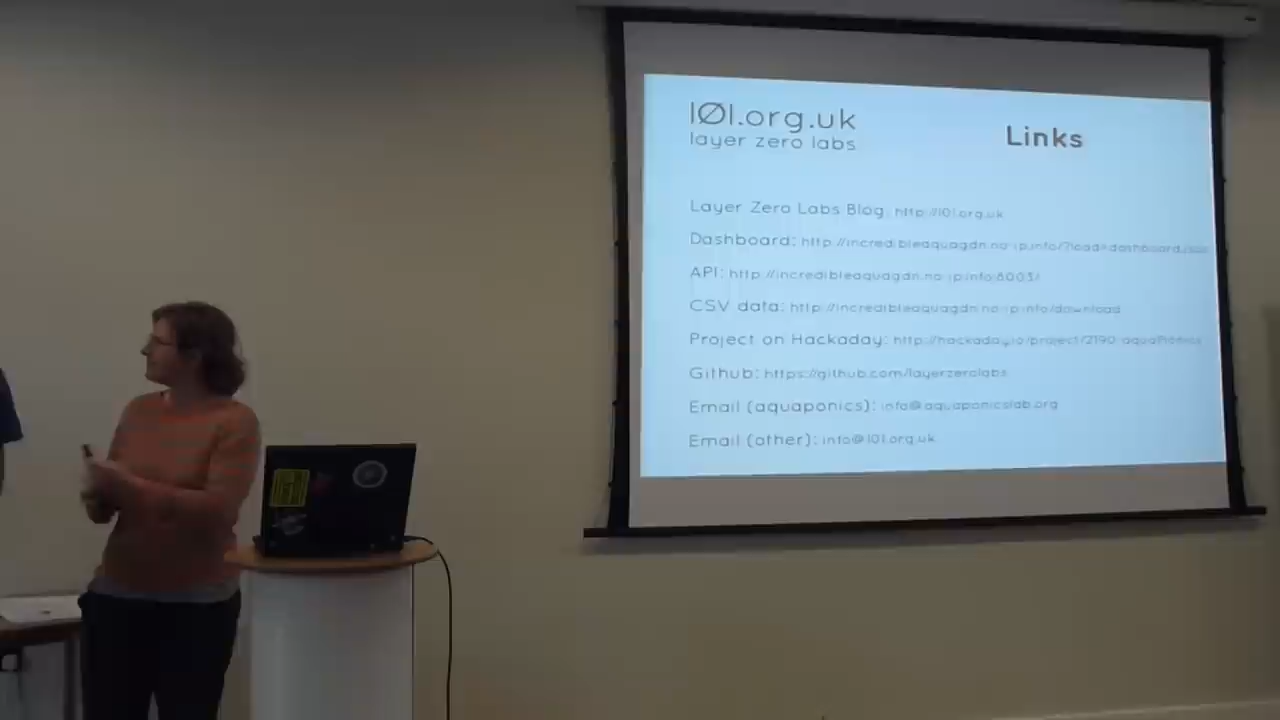 l0l.org.uk
layer zero labs
Links
Layer Zero Labs Blog: http://l0l.org.uk
Dashboard: http://incredibleaquagdn.no-ip.info/?load=dashboard.json
API: http://incredibleaquagdn.no-ip.info:8003/
CSV data: http://incredibleaquagdn.no-ip.info/download
Project on Hackaday: http://hackaday.io/project/2190-aquaponics
Github: https://github.com/layerzerolabs
Email (aquaponics): info@aquaponicslab.org
Email (other): info@l0l.org.uk